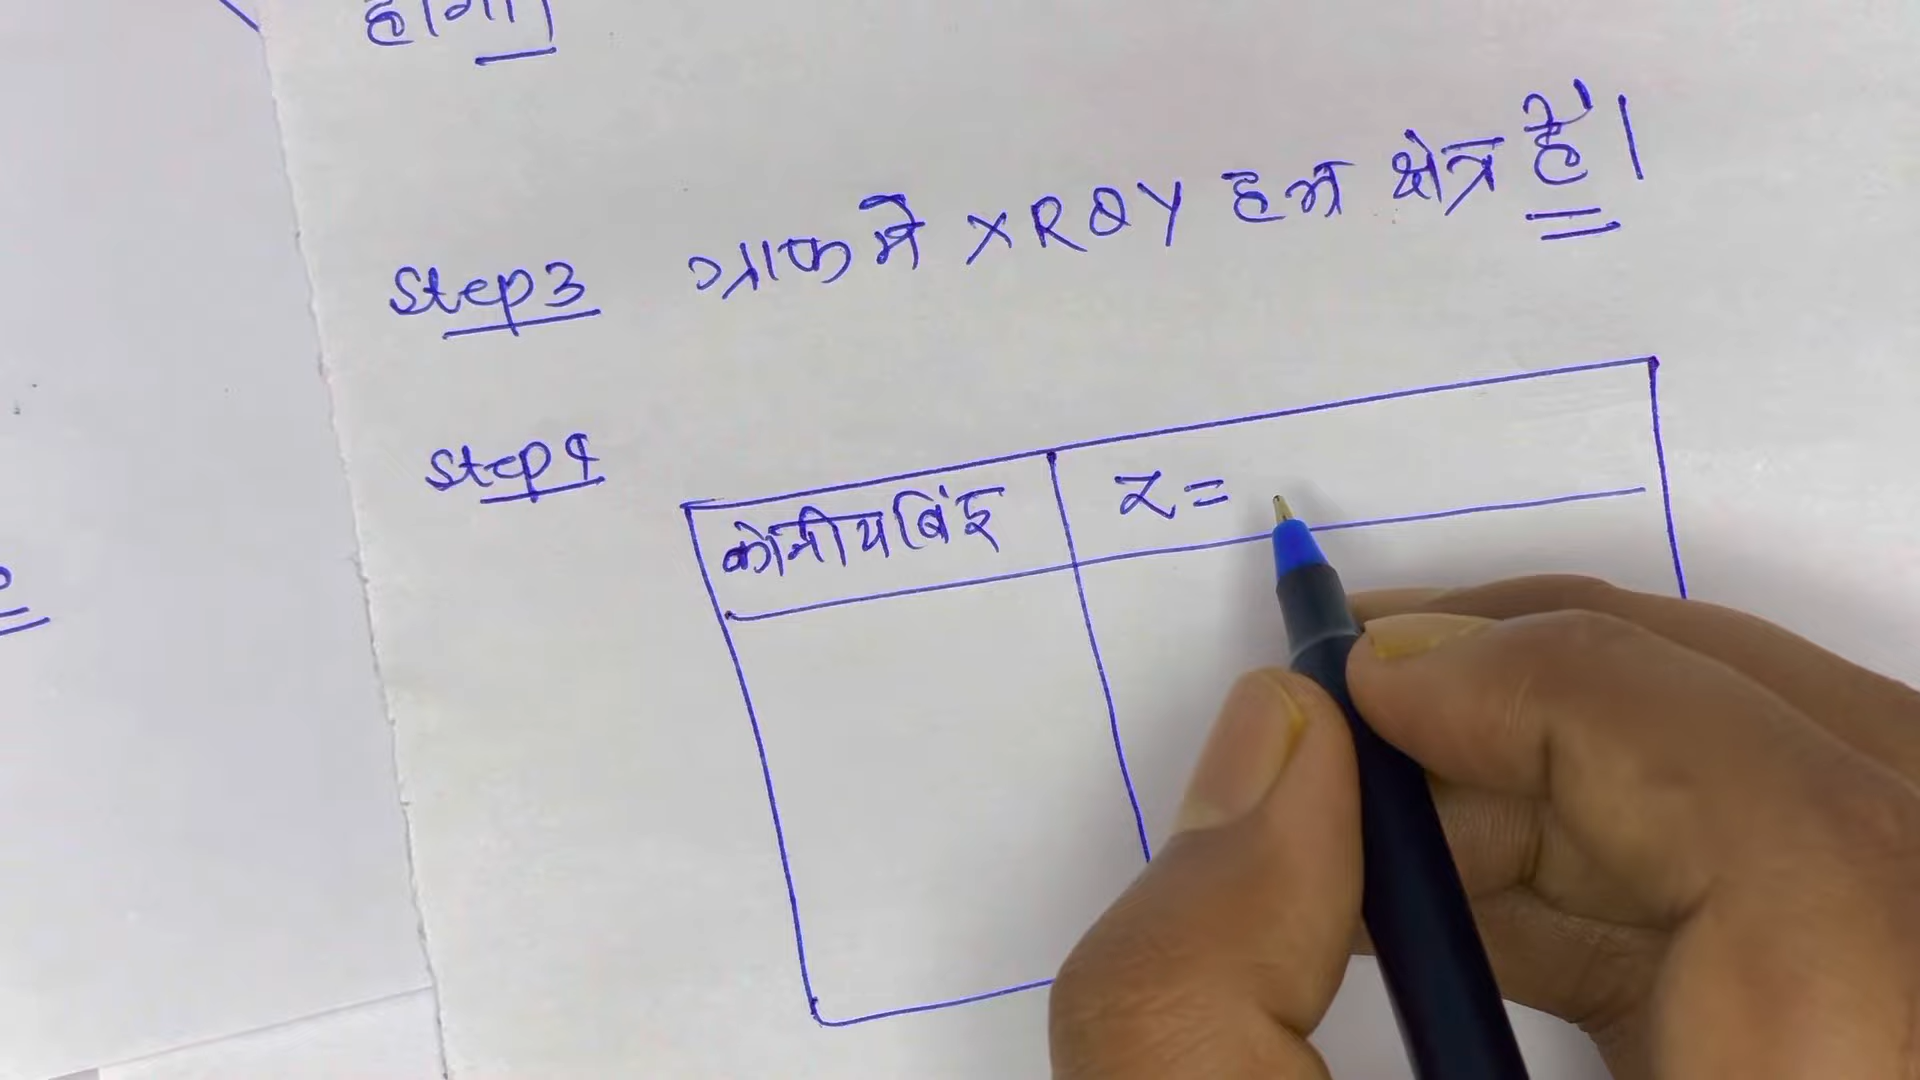 होगा।
Step3 ग्राफ में XRQY हल क्षेत्र है।
Step4
कोनीय बिंदु Z=